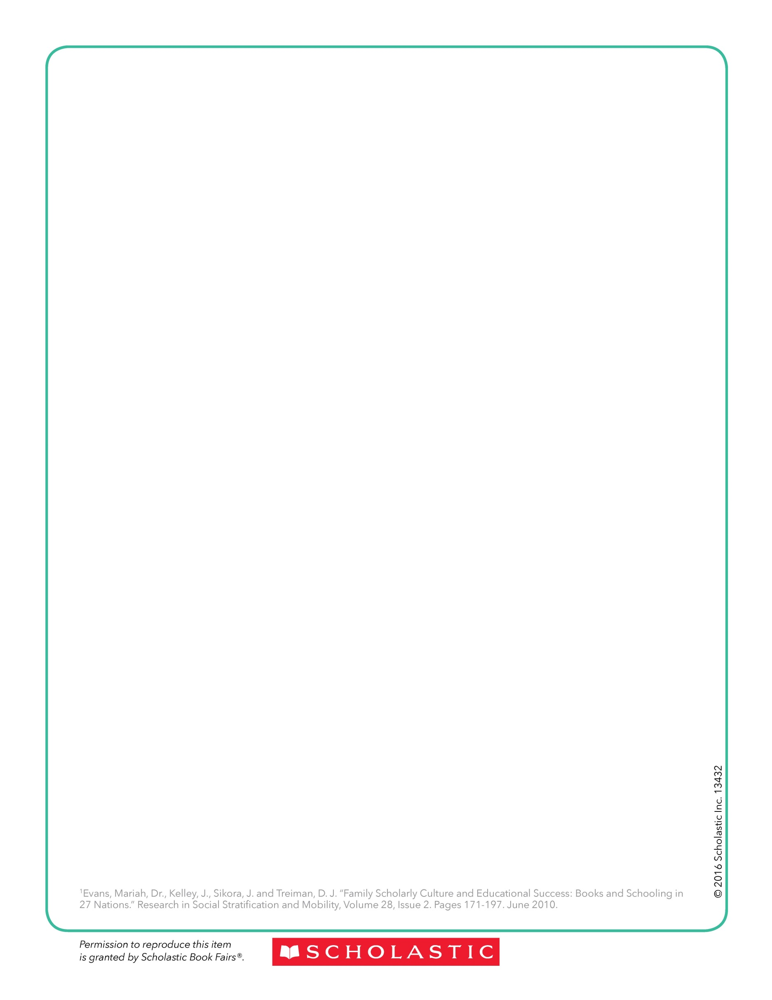 © 2016 Scholastic Inc. 13432
¹Evans, Mariah, Dr., Kelley, J., Sikora, J. and Treiman, D. J. “Family Scholarly Culture and Educational Success: Books and Schooling in
27 Nations.” Research in Social Stratification and Mobility, Volume 28, Issue 2. Pages 171-197. June 2010.
Permission to reproduce this item
is granted by Scholastic Book Fairs®.
SCHOLASTIC